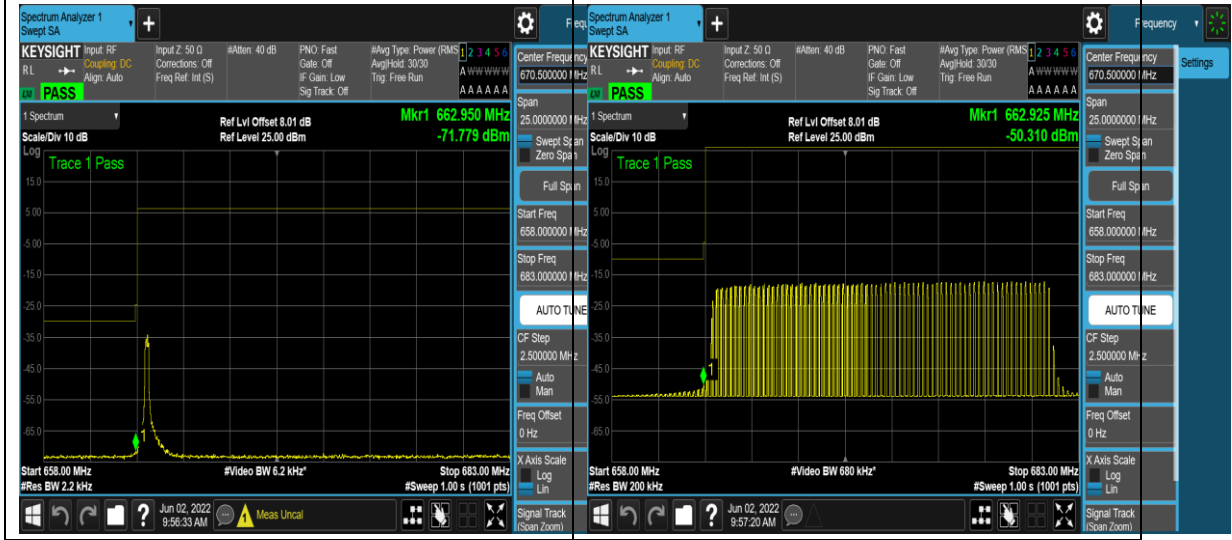 Spectrum Analyzer 1
Swept SA
+
Frequ
KEYSIGHT
Input: RF
Coupling: DC
Align: Auto
Input Z: 50 Ω
Corrections: Off
Freq Ref: Int (S)
#Atten: 40 dB
PNO: Fast
Gate: Off
IF Gain: Low
Sig Track: Off
#Avg Type: Power (RMS
Avg|Hold: 30/30
Trig: Free Run
1 2 3 4 5 6
A W W W W W
A A A A A A
RL
PASS
Center Frequency
670.500000 MHz
1 Spectrum
Scale/Div 10 dB
Ref Lvl Offset 8.01 dB
Ref Level 25.00 dBm
Mkr1 662.950 MHz
-71.779 dBm
Log
Trace 1 Pass
15.0
5.00
-5.00
-15.0
-25.0
-35.0
-45.0
-55.0
-65.0
1
Start 658.00 MHz
#Res BW 2.2 kHz
#Video BW 6.2 kHz*
Stop 683.00 MHz
#Sweep 1.00 s (1001 pts)
Span
25.0000000 MHz
Swept Span
Zero Span
Full Span
Start Freq
658.000000 MHz
Stop Freq
683.000000 MHz
AUTO TUNE
CF Step
2.500000 MHz
Auto
Man
Freq Offset
0 Hz
X Axis Scale
Log
Lin
Signal Track
(Span Zoom)
?
Jun 02, 2022
9:56:33 AM
1
Meas Uncal
Spectrum Analyzer 1
Swept SA
+
Frequency
Settings
KEYSIGHT
Input: RF
Coupling: DC
Align: Auto
Input Z: 50 Ω
Corrections: Off
Freq Ref: Int (S)
#Atten: 40 dB
PNO: Fast
Gate: Off
IF Gain: Low
Sig Track: Off
#Avg Type: Power (RMS
Avg|Hold: 30/30
Trig: Free Run
1 2 3 4 5 6
A W W W W W
A A A A A A
RL
PASS
Center Frequency
670.500000 MHz
1 Spectrum
Scale/Div 10 dB
Ref Lvl Offset 8.01 dB
Ref Level 25.00 dBm
Mkr1 662.925 MHz
-50.310 dBm
Log
Trace 1 Pass
15.0
5.00
-5.00
-15.0
-25.0
-35.0
-45.0
-55.0
-65.0
1
Start 658.00 MHz
#Res BW 200 kHz
#Video BW 680 kHz*
Stop 683.00 MHz
#Sweep 1.00 s (1001 pts)
Span
25.0000000 MHz
Swept Span
Zero Span
Full Span
Start Freq
658.000000 MHz
Stop Freq
683.000000 MHz
AUTO TUNE
CF Step
2.500000 MHz
Auto
Man
Freq Offset
0 Hz
X Axis Scale
Log
Lin
Signal Track
(Span Zoom)
?
Jun 02, 2022
9:57:20 AM